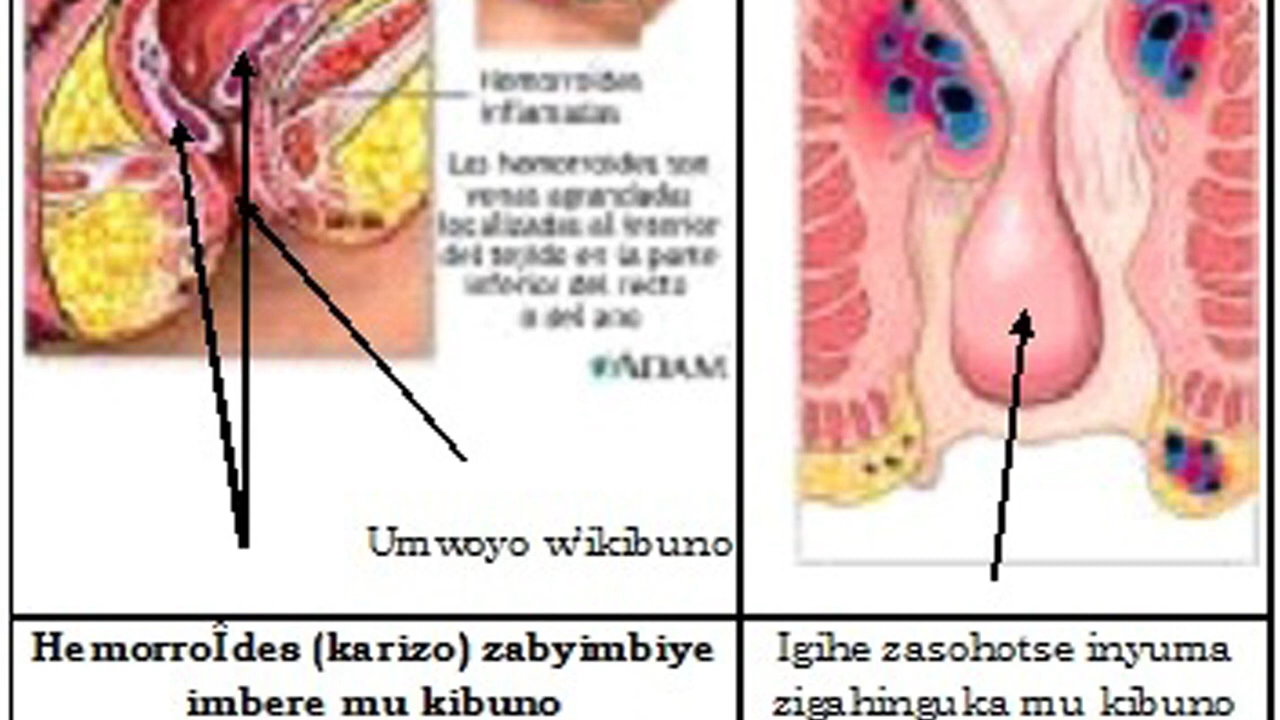 Hemorroides
inflamadas
Las hemorroides son
venas agrandadas
localizadas al interior
del tejido en la parte
inferior del recto
o del ano
ADAM
Umwoyo w'ikibuno
HemorroÎdes (karizo) zabyimbiye
imbere mu kibuno
Igihe zasohotse inyuma
zigahinguka mu kibuno